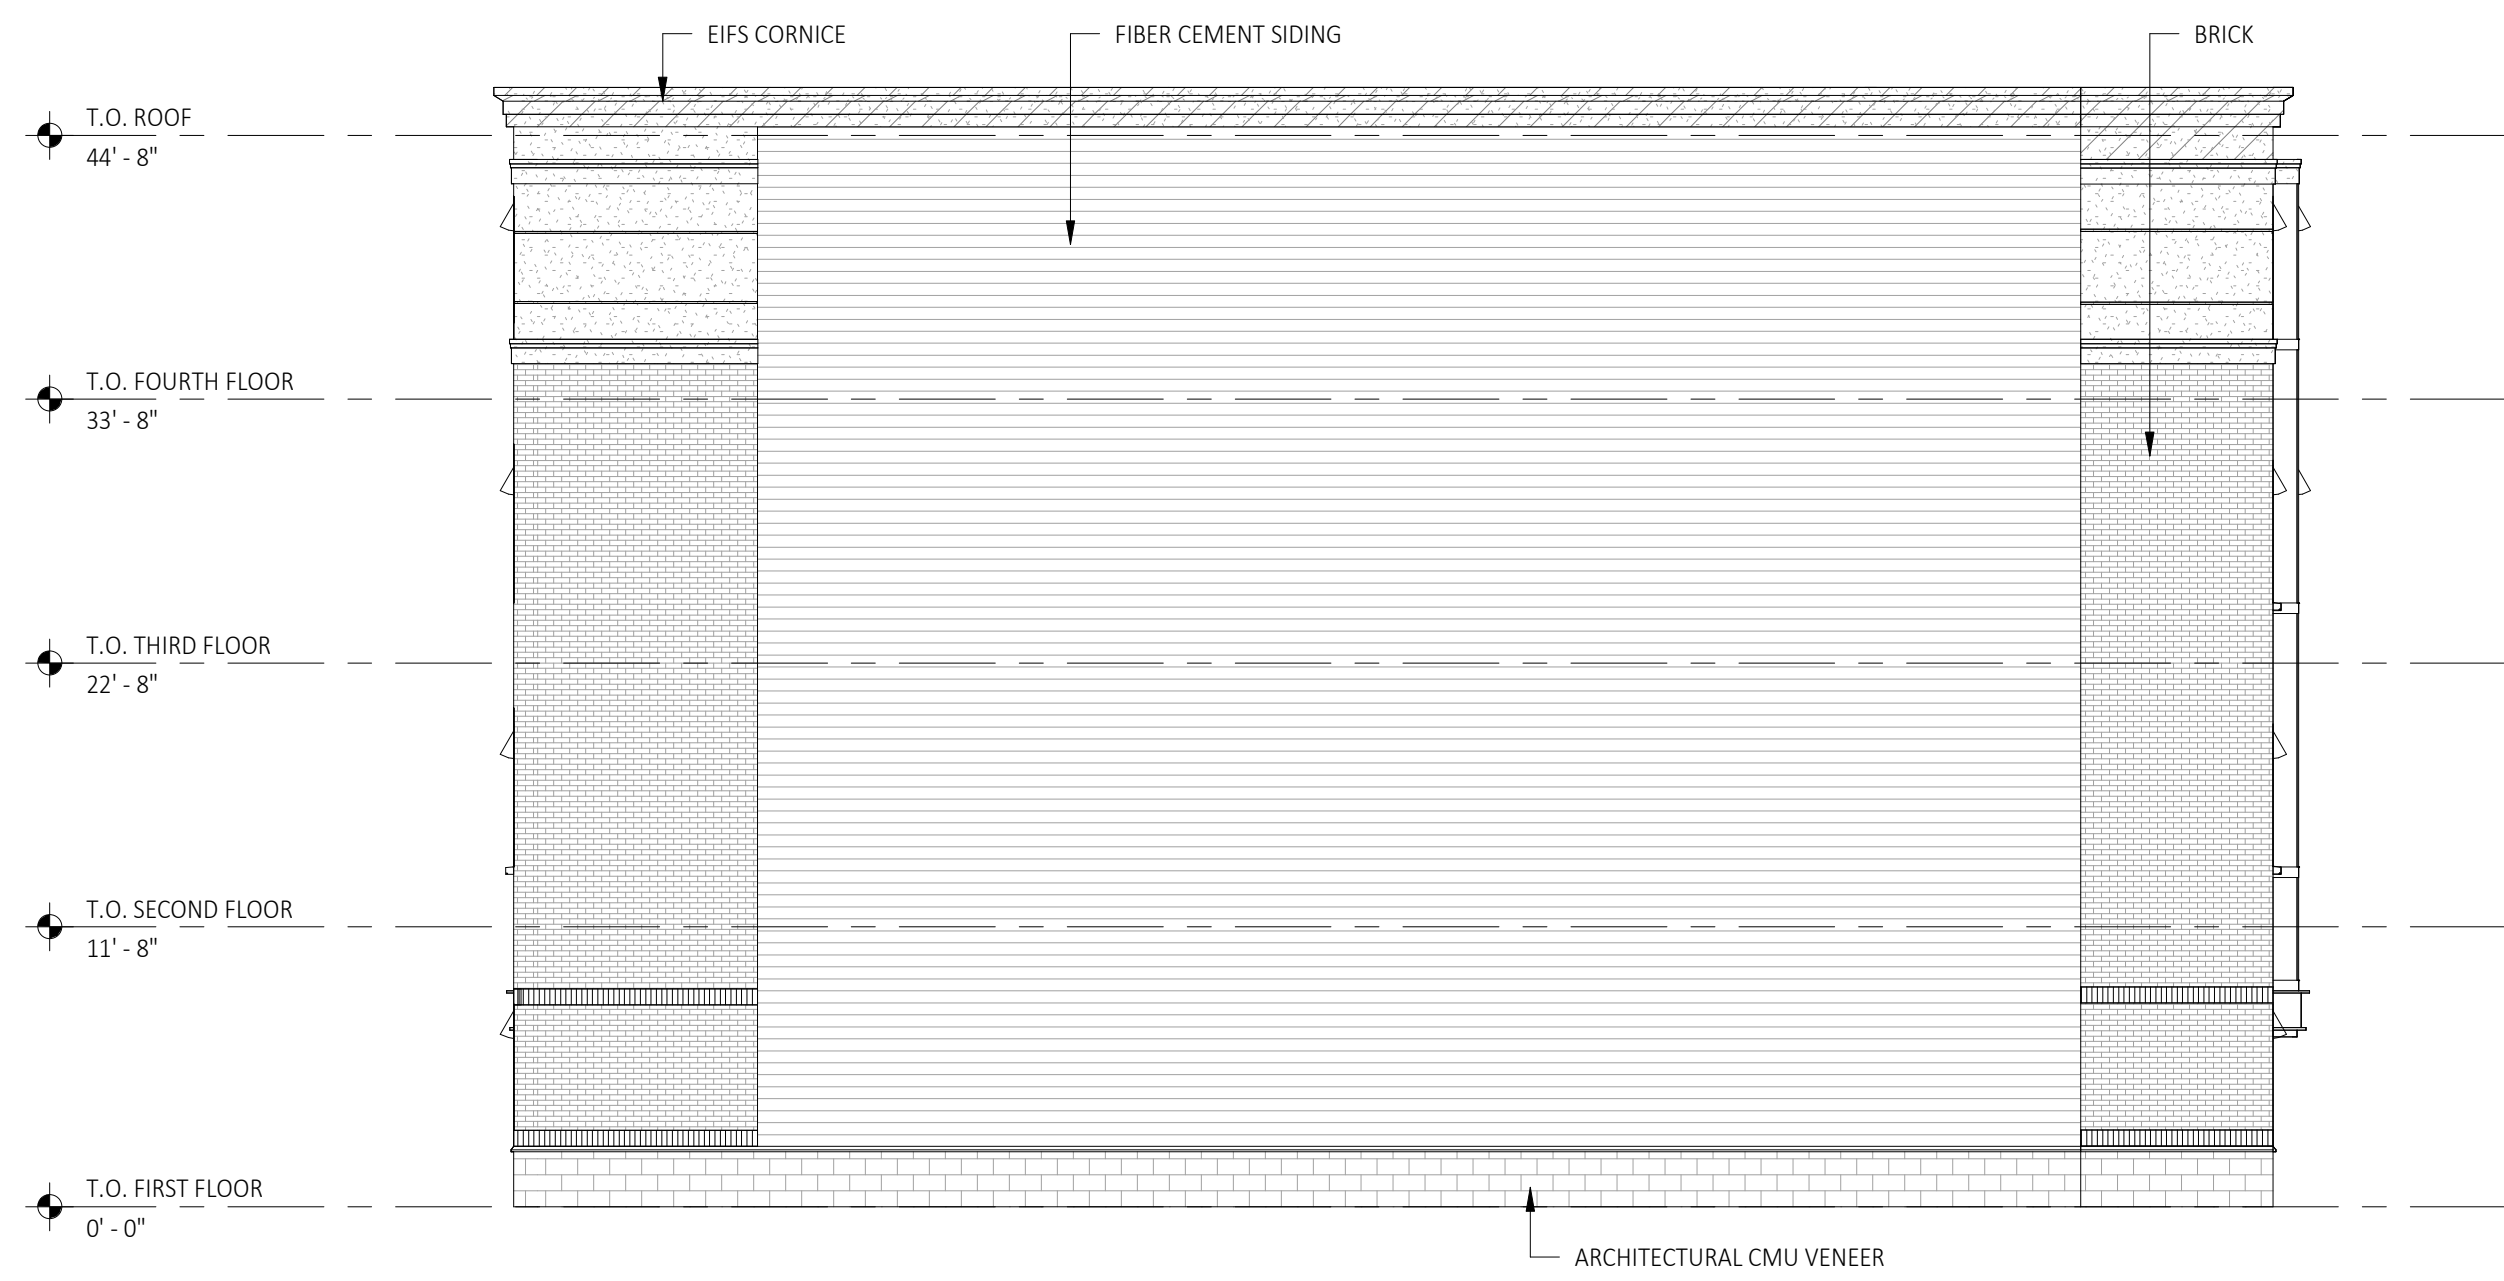 EIFS CORNICE
FIBER CEMENT SIDING
BRICK
T.O. ROOF
44' - 8"
T.O. FOURTH FLOOR
33' - 8"
T.O. THIRD FLOOR
22' - 8"
T.O. SECOND FLOOR
11' - 8"
T.O. FIRST FLOOR
0' - 0"
ARCHITECTURAL CMU VENEER